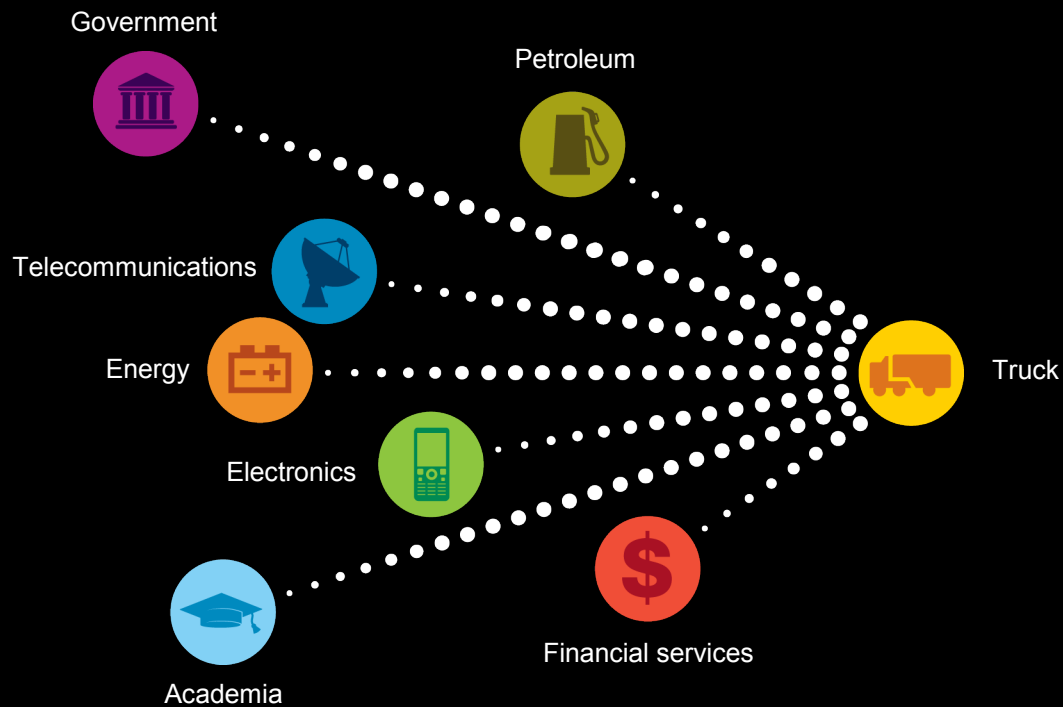 Government
Petroleum
Telecommunications
Energy
Truck
Electronics
$
Financial services
Academia